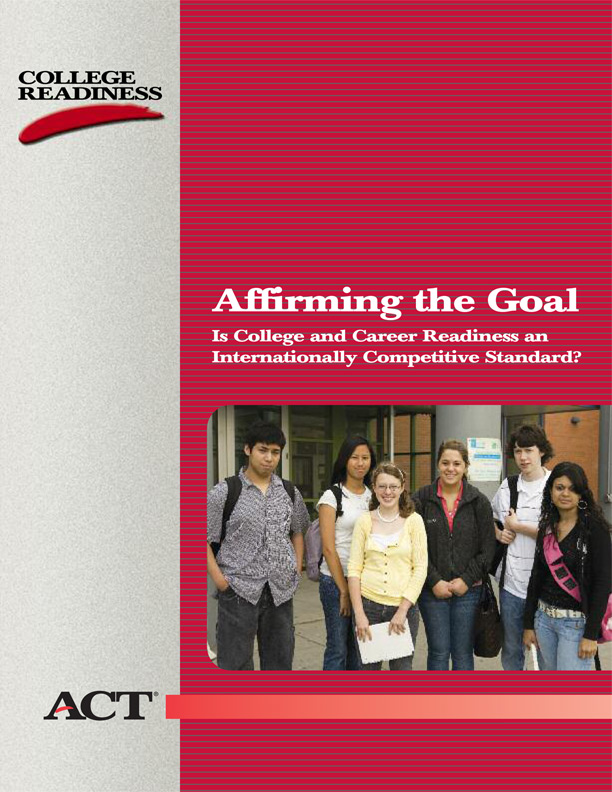 COLLEGE
READINESS
Affirming the Goal
Is College and Career Readiness an
Internationally Competitive Standard?
ACT®